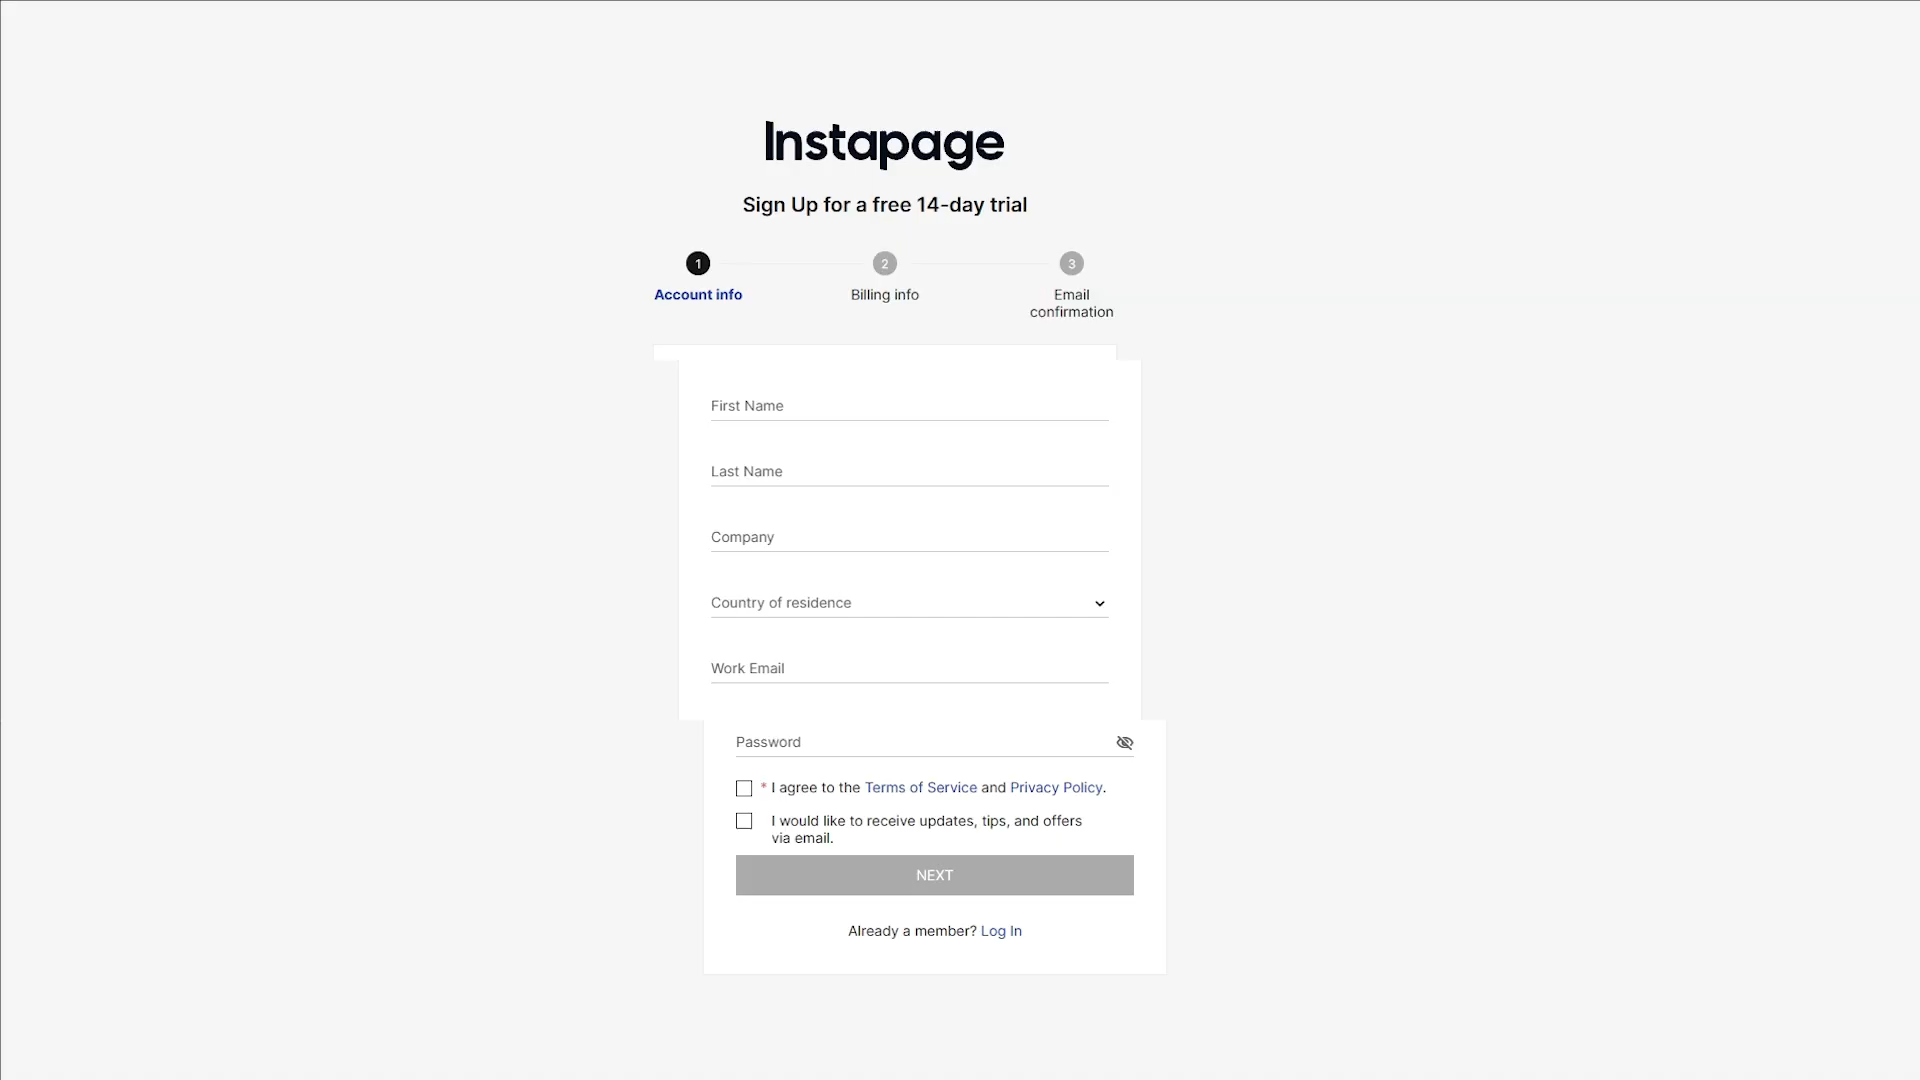 Instapage
Sign Up for a free 14-day trial
1
2
3
Account info
Billing info
Email
confirmation
First Name
Last Name
Company
Country of residence
Work Email
Password
* I agree to the Terms of Service and Privacy Policy.
I would like to receive updates, tips, and offers
via email.
NEXT
Already a member? Log In